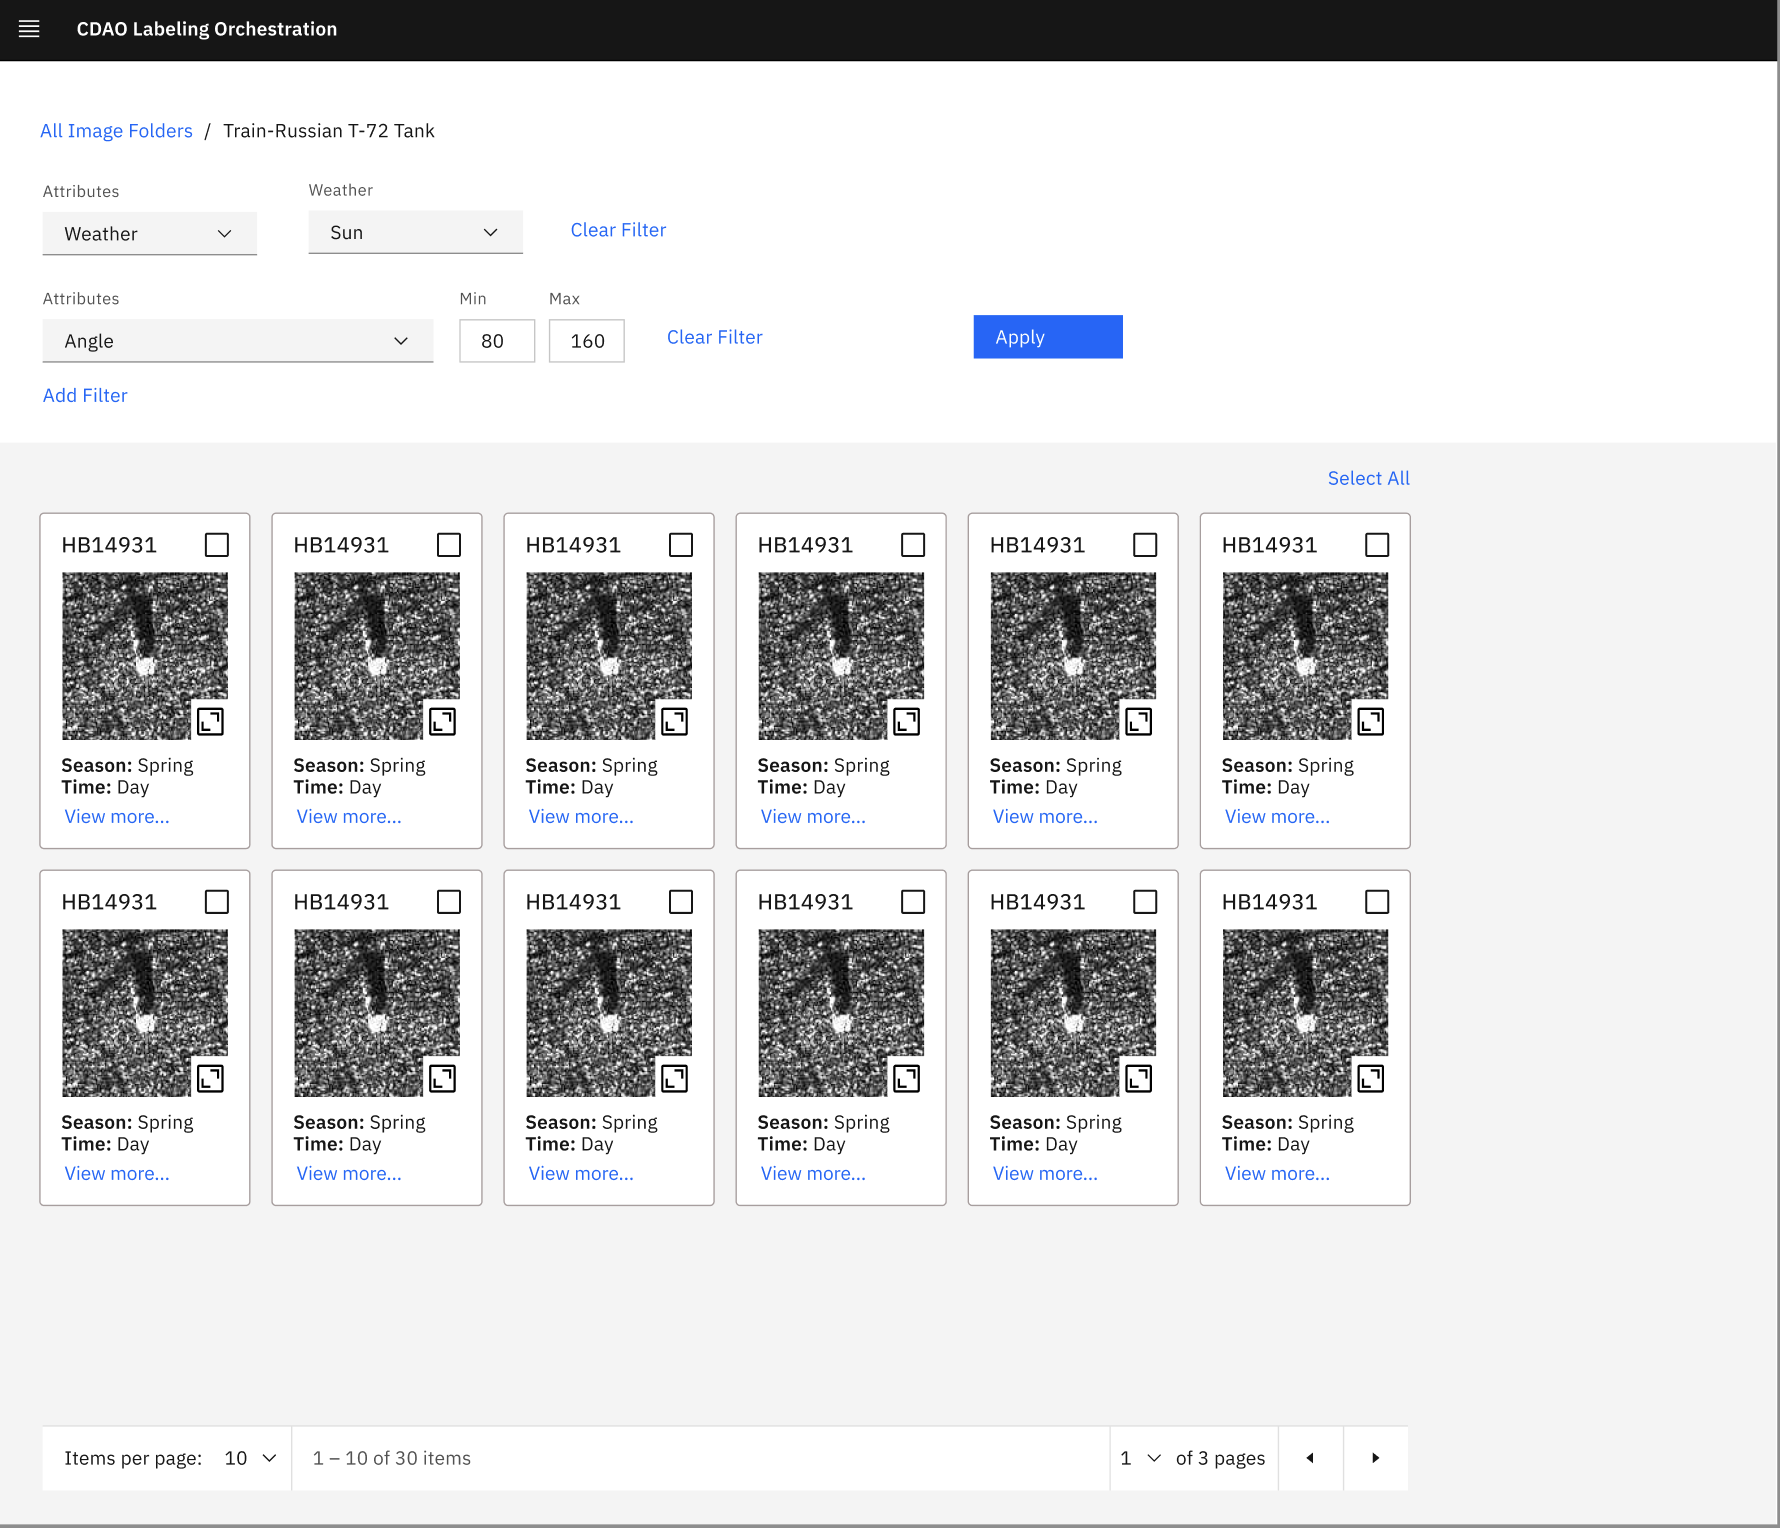 CDAO Labeling Orchestration
All Image Folders / Train-Russian T-72 Tank
Attributes Weather
Weather Sun Clear Filter
Attributes Min Max
Angle 80 160 Clear Filter Apply
Add Filter
Select All
HB14931 HB14931 HB14931 HB14931 HB14931 HB14931
Season: Spring Season: Spring Season: Spring Season: Spring Season: Spring Season: Spring
Time: Day Time: Day Time: Day Time: Day Time: Day Time: Day
View more... View more... View more... View more... View more... View more...
HB14931 HB14931 HB14931 HB14931 HB14931 HB14931
Season: Spring Season: Spring Season: Spring Season: Spring Season: Spring Season: Spring
Time: Day Time: Day Time: Day Time: Day Time: Day Time: Day
View more... View more... View more... View more... View more... View more...
Items per page: 10 1 – 10 of 30 items 1 of 3 pages